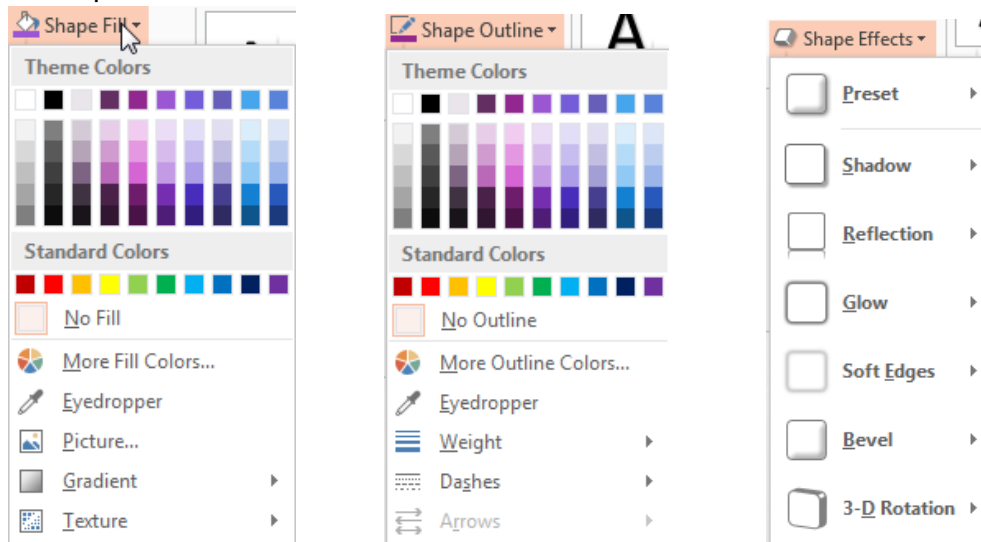 Shape Fill
Theme Colors
Standard Colors
No Fill
More Fill Colors...
Eyedropper
Picture...
Gradient
Texture
Shape Outline
A
Theme Colors
Standard Colors
No Outline
More Outline Colors...
Eyedropper
Weight
Dashes
Arrows
Shape Effects
Preset
Shadow
Reflection
Glow
Soft Edges
Bevel
3-D Rotation